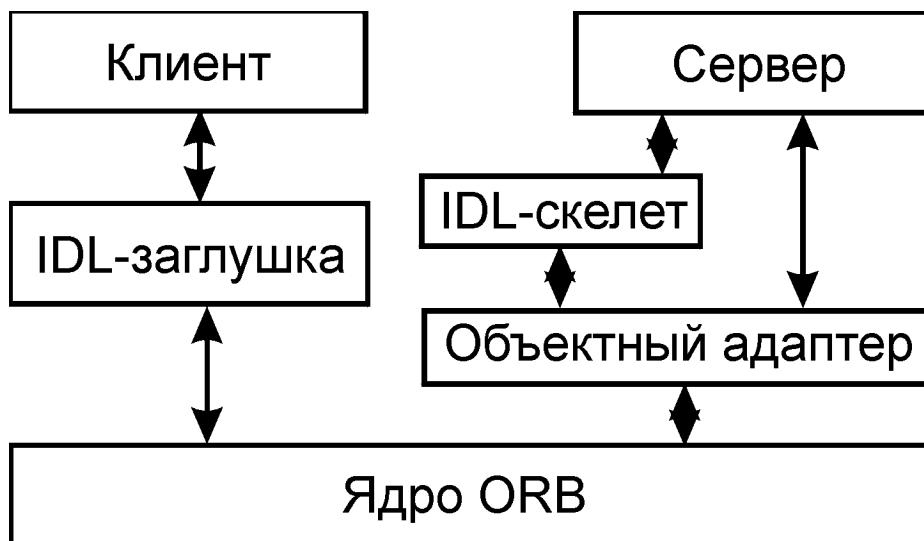 Клиент
Сервер
IDL-скелет
IDL-заглушка
Объектный адаптер
Ядро ORB